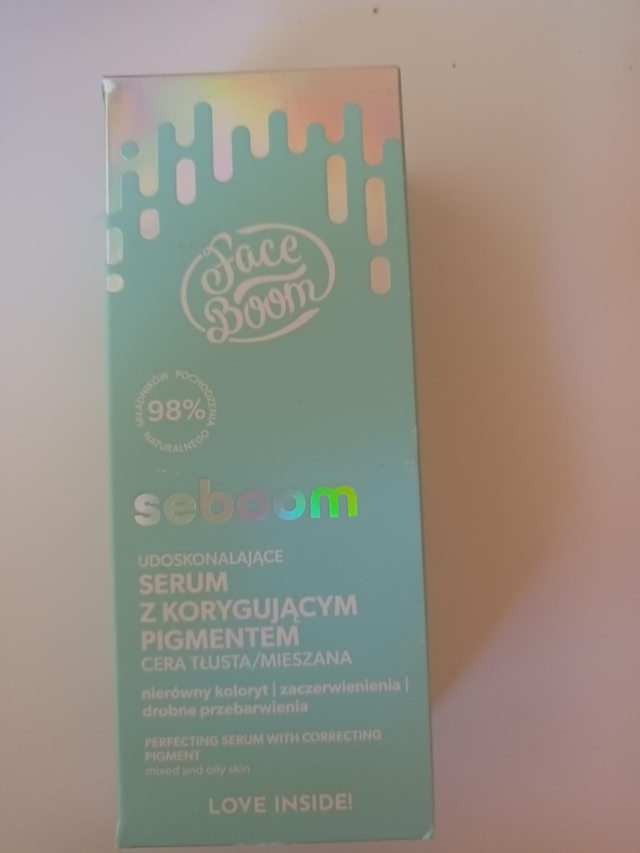 Face
Boom
SKŁADNIKÓW POCHODZENIA
98%
NATURALNEGO
seboom
UDOSKONALAJĄCE
SERUM
Z KORYGUJĄCYM
PIGMENTEM
CERA TŁUSTA/MIESZANA
nierówny koloryt | zaczerwienienia |
drobne przebarwienia
PERFECTING SERUM WITH CORRECTING
PIGMENT
mixed and oily skin
LOVE INSIDE!